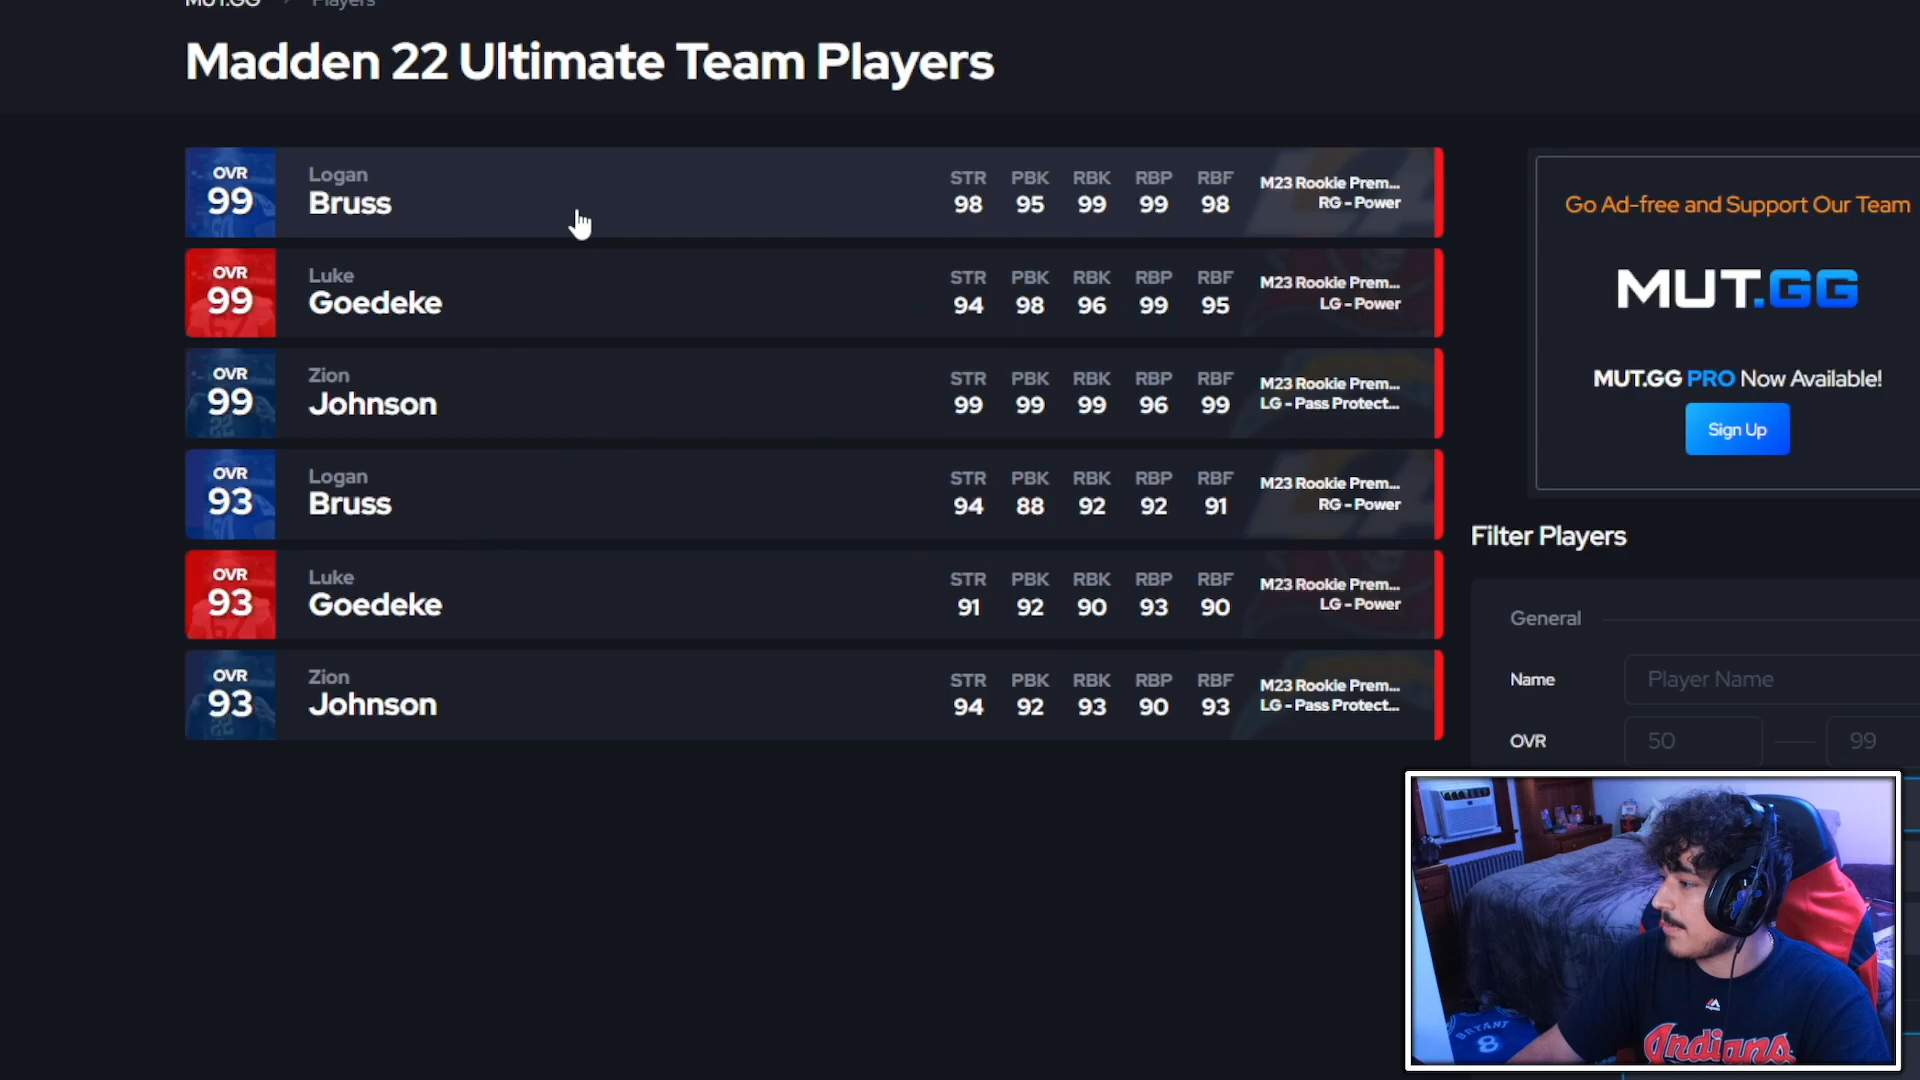 MUT.GG > Players
Madden 22 Ultimate Team Players
OVR
99
Logan
Bruss
STR PBK RBK RBP RBF
98 95 99 99 98
M23 Rookie Prem...
RG - Power
OVR
99
Luke
Goedeke
STR PBK RBK RBP RBF
94 98 96 99 95
M23 Rookie Prem...
LG - Power
OVR
99
Zion
Johnson
STR PBK RBK RBP RBF
99 99 99 96 99
M23 Rookie Prem...
LG - Pass Protect...
OVR
93
Logan
Bruss
STR PBK RBK RBP RBF
94 88 92 92 91
M23 Rookie Prem...
RG - Power
OVR
93
Luke
Goedeke
STR PBK RBK RBP RBF
91 92 90 93 90
M23 Rookie Prem...
LG - Power
OVR
93
Zion
Johnson
STR PBK RBK RBP RBF
94 92 93 90 93
M23 Rookie Prem...
LG - Pass Protect...
Go Ad-free and Support Our Team
MUT.GG
MUT.GG PRO Now Available!
Sign Up
Filter Players
General
Name
Player Name
OVR
50
99
BRYANT
8
Indians